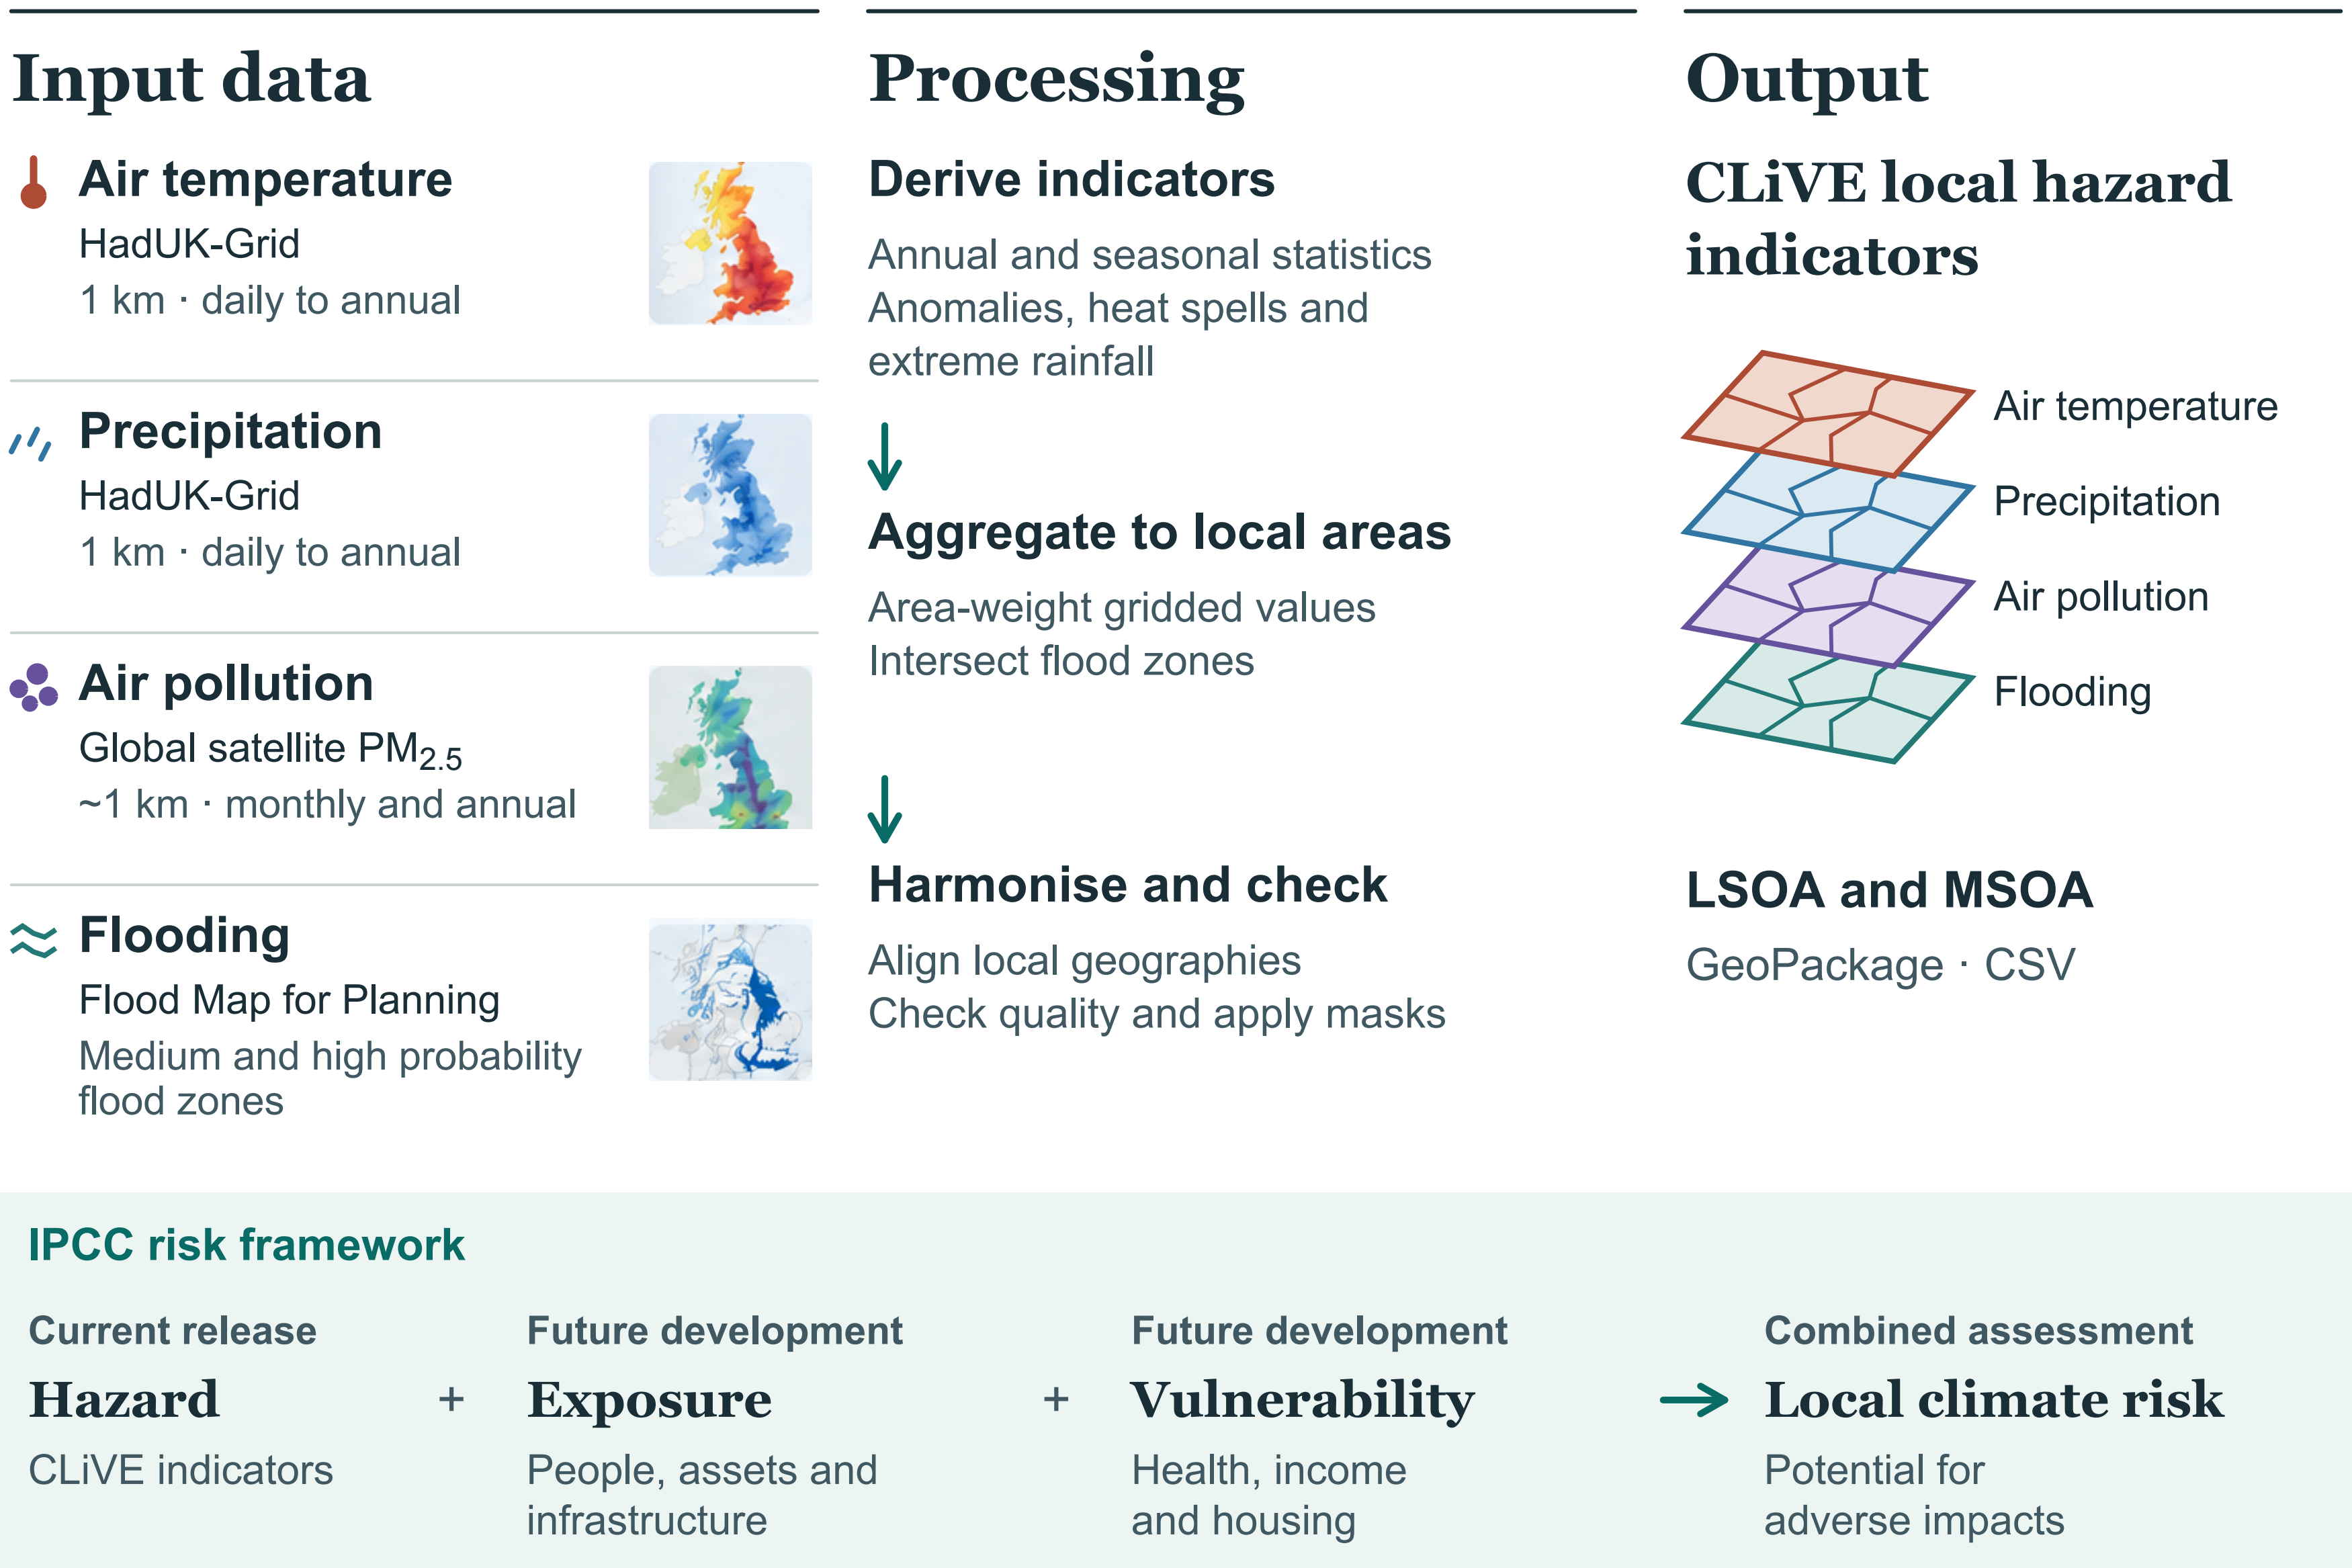 Input data
Air temperature
HadUK-Grid
1 km · daily to annual
Precipitation
HadUK-Grid
1 km · daily to annual
Air pollution
Global satellite PM2.5
~1 km · monthly and annual
Flooding
Flood Map for Planning
Medium and high probability
flood zones
Processing
Derive indicators
Annual and seasonal statistics
Anomalies, heat spells and
extreme rainfall
Aggregate to local areas
Area-weight gridded values
Intersect flood zones
Harmonise and check
Align local geographies
Check quality and apply masks
Output
CLiVE local hazard
indicators
Air temperature
Precipitation
Air pollution
Flooding
LSOA and MSOA
GeoPackage · CSV
IPCC risk framework
Current release
Hazard
CLiVE indicators
+
Future development
Exposure
People, assets and
infrastructure
+
Future development
Vulnerability
Health, income
and housing
Combined assessment
Local climate risk
Potential for
adverse impacts